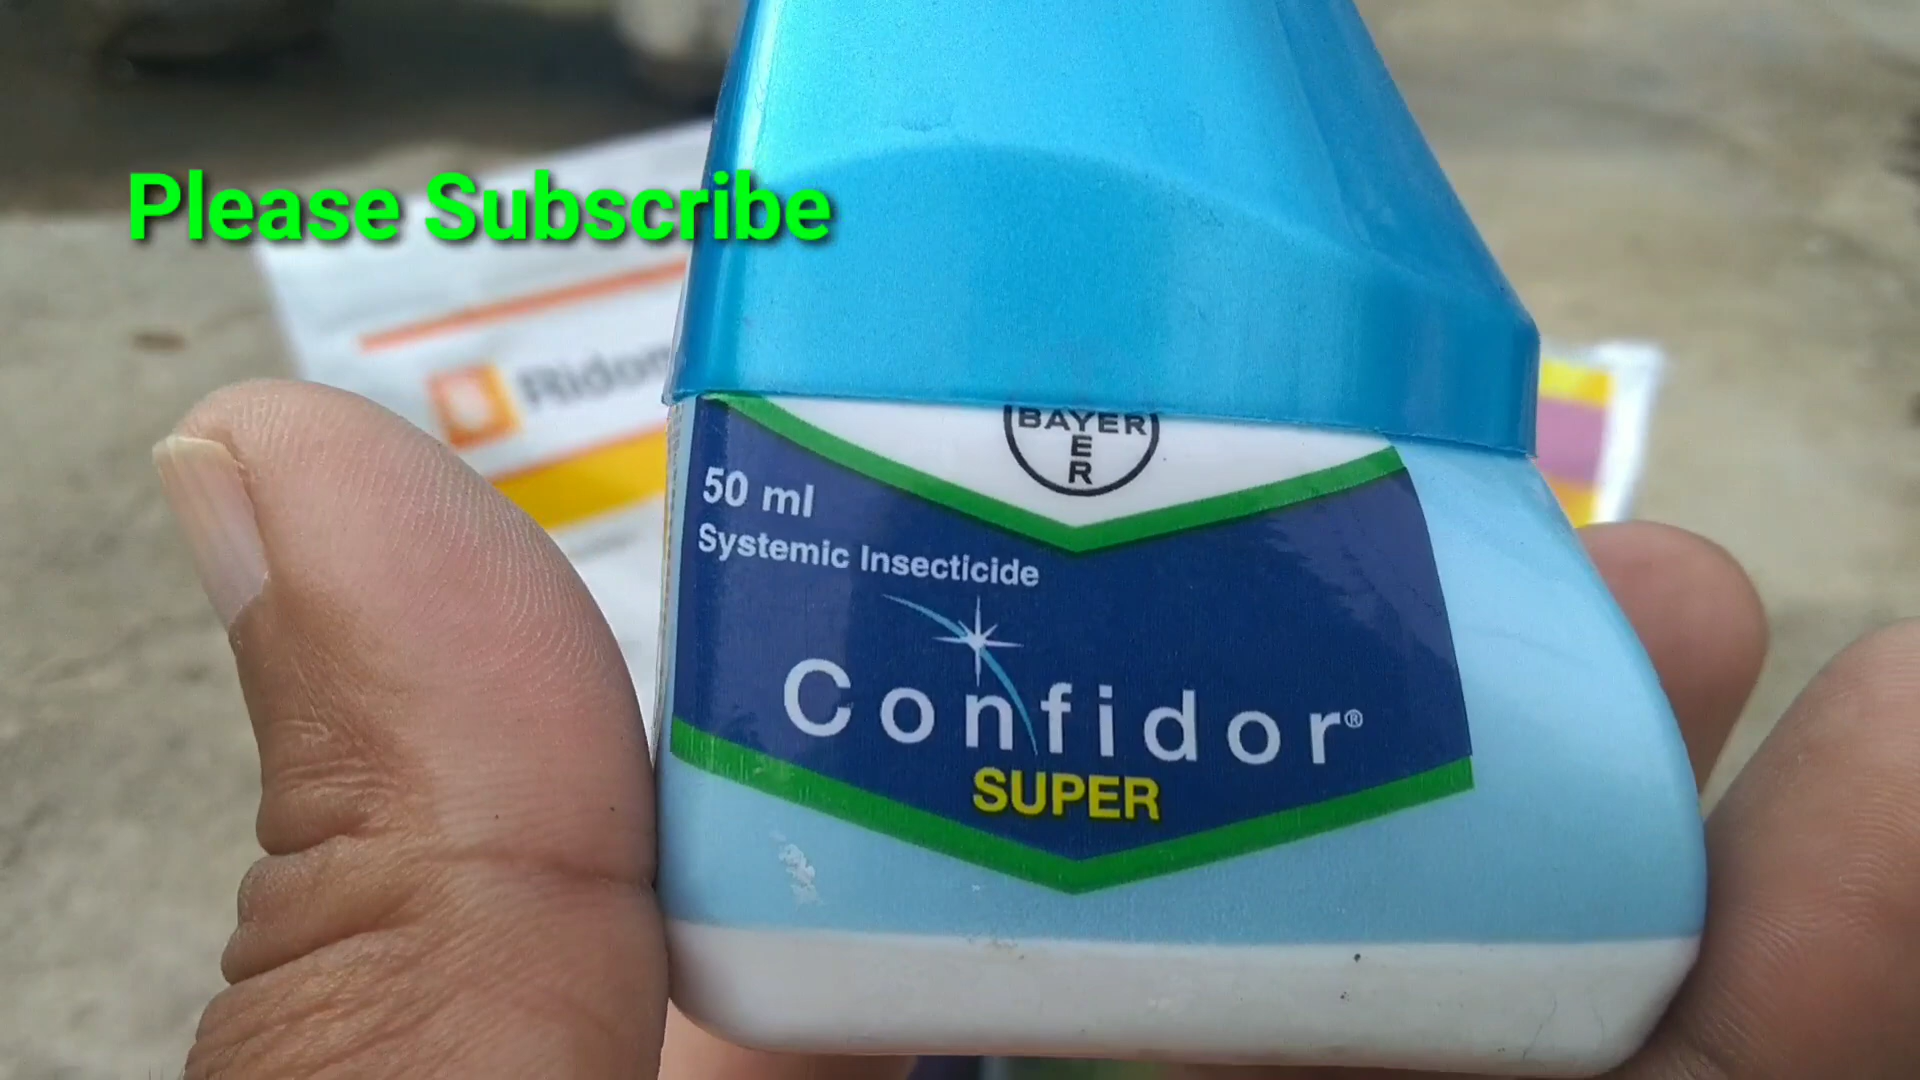 Please Subscribe
BAYER
E
R
50 ml
Systemic Insecticide
Confidor®
SUPER